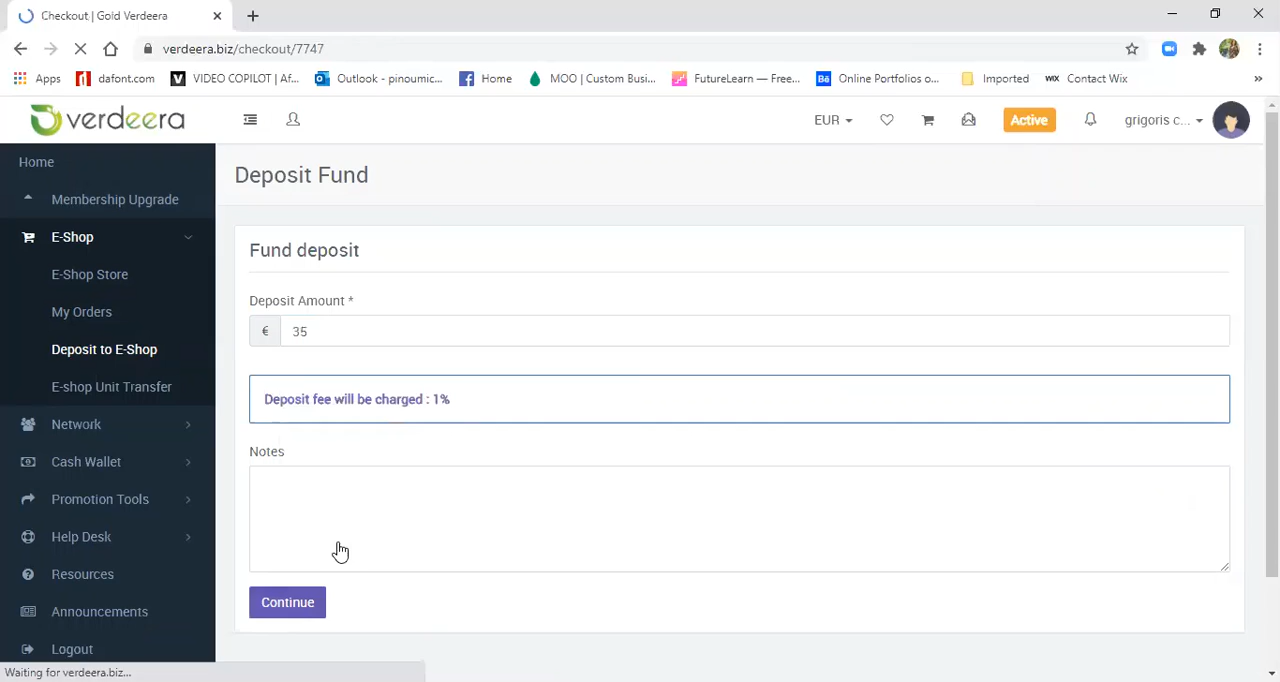 Checkout | Gold Verdeera
verdeera.biz/checkout/7747
Apps dafont.com VIDEO COPILOT | Af... Outlook - pinoumic... Home MOO | Custom Busi... FutureLearn — Free... Online Portfolios o... Imported Contact Wix »
verdeera EUR Active grigoris c...
Home
Membership Upgrade
E-Shop
E-Shop Store
My Orders
Deposit to E-Shop
E-shop Unit Transfer
Network
Cash Wallet
Promotion Tools
Help Desk
Resources
Announcements
Logout
Deposit Fund
Fund deposit
Deposit Amount *
€ 35
Deposit fee will be charged : 1%
Notes
Continue
Waiting for verdeera.biz...